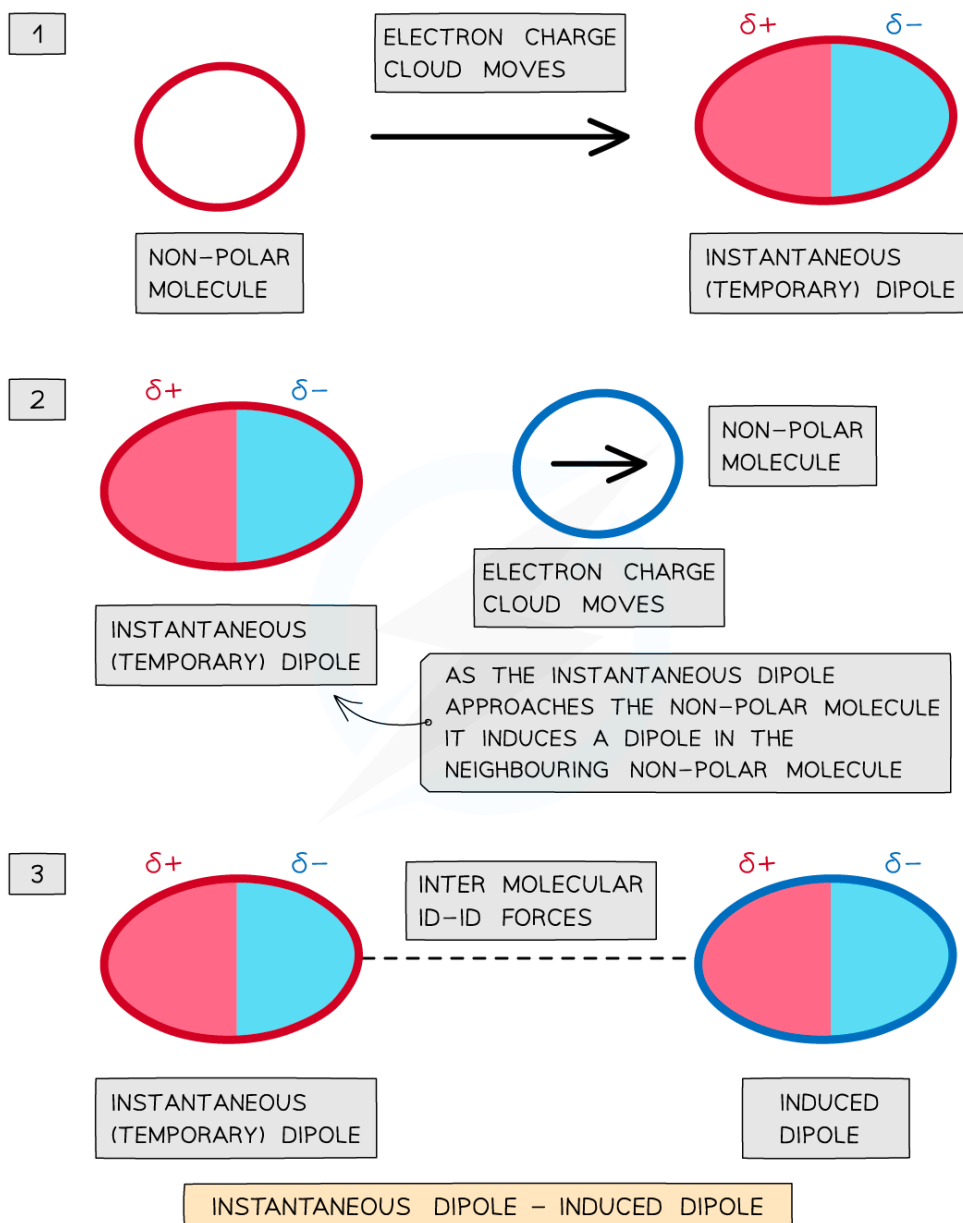 1
ELECTRON CHARGE
CLOUD MOVES
δ+ δ−
NON-POLAR
MOLECULE
INSTANTANEOUS
(TEMPORARY) DIPOLE
2
δ+ δ−
NON-POLAR
MOLECULE
ELECTRON CHARGE
CLOUD MOVES
INSTANTANEOUS
(TEMPORARY) DIPOLE
AS THE INSTANTANEOUS DIPOLE
APPROACHES THE NON-POLAR MOLECULE
IT INDUCES A DIPOLE IN THE
NEIGHBOURING NON-POLAR MOLECULE
3
δ+ δ−
INTER MOLECULAR
ID-ID FORCES
δ+ δ−
INSTANTANEOUS
(TEMPORARY) DIPOLE
INDUCED
DIPOLE
INSTANTANEOUS DIPOLE – INDUCED DIPOLE